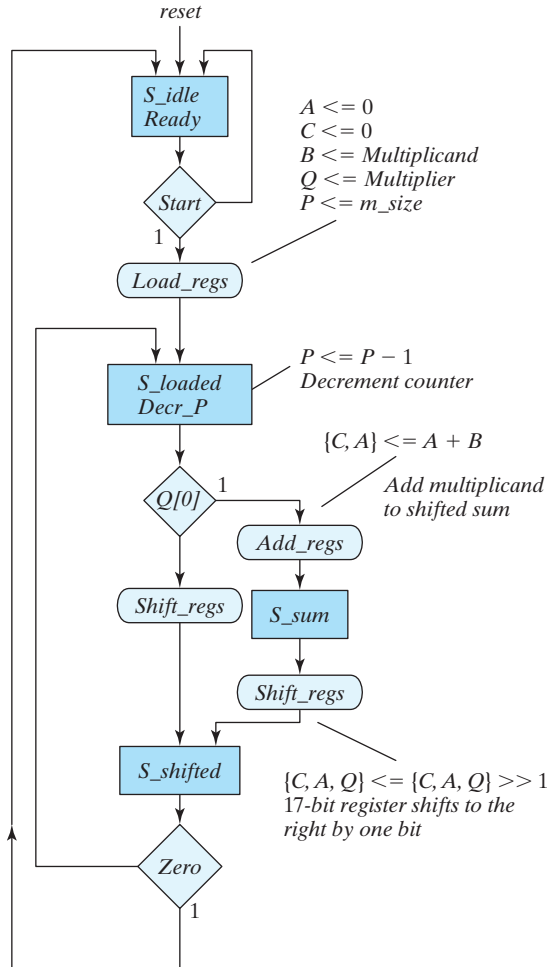 reset
S_idle
Ready
A <= 0
C <= 0
B <= Multiplicand
Q <= Multiplier
P <= m_size
Start
1
Load_regs
S_loaded
Decr_P
P <= P − 1
Decrement counter
{C, A} <= A + B
Add multiplicand
to shifted sum
Q[0]
1
Add_regs
Shift_regs
S_sum
Shift_regs
S_shifted
{C, A, Q} <= {C, A, Q} >> 1
17-bit register shifts to the
right by one bit
Zero
1